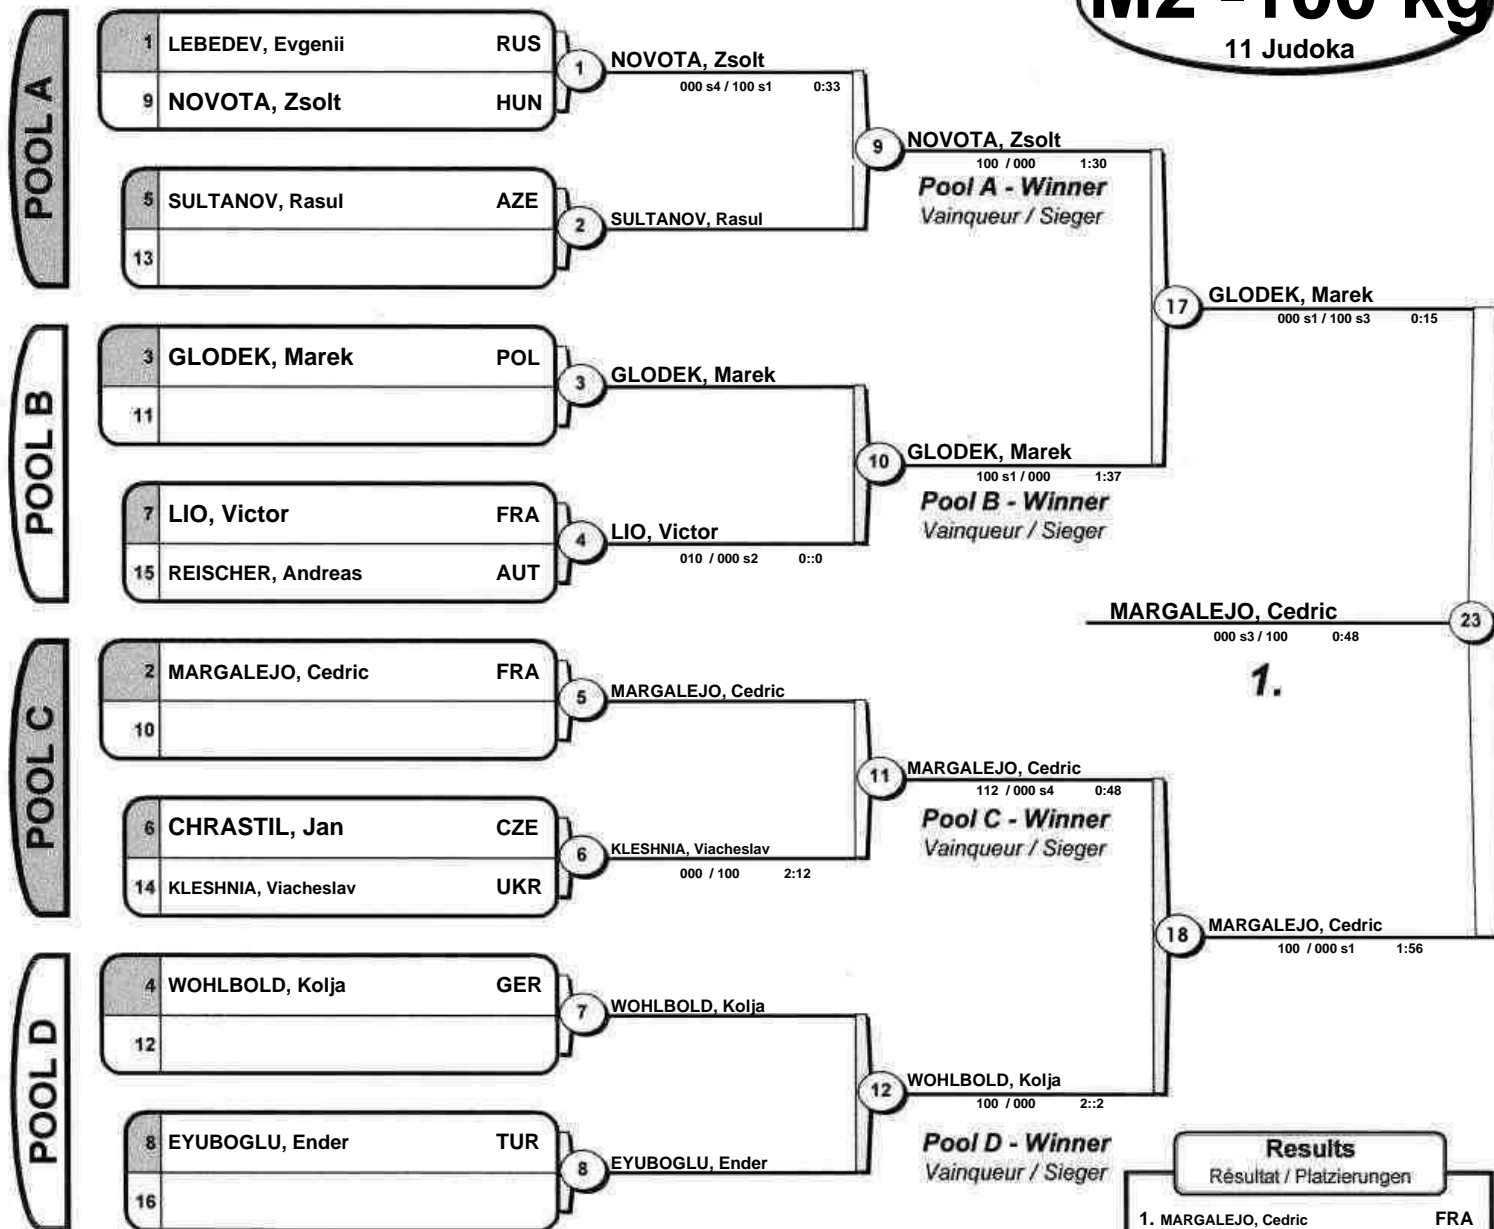 M2 -100 kg
11 Judoka
POOL A
1 LEBEDEV, Evgenii RUS
9 NOVOTA, Zsolt HUN
1
NOVOTA, Zsolt
000 s4 / 100 s1 0:33
5 SULTANOV, Rasul AZE
13
2
SULTANOV, Rasul
9
NOVOTA, Zsolt
100 / 000 1:30
Pool A - Winner
Vainqueur / Sieger
POOL B
3 GLODEK, Marek POL
11
3
GLODEK, Marek
7 LIO, Victor FRA
15 REISCHER, Andreas AUT
4
LIO, Victor
010 / 000 s2 0::0
10
GLODEK, Marek
100 s1 / 000 1:37
Pool B - Winner
Vainqueur / Sieger
17
GLODEK, Marek
000 s1 / 100 s3 0:15
MARGALEJO, Cedric
000 s3 / 100 0:48
23
1.
POOL C
2 MARGALEJO, Cedric FRA
10
5
MARGALEJO, Cedric
6 CHRASTIL, Jan CZE
14 KLESHNIA, Viacheslav UKR
6
KLESHNIA, Viacheslav
000 / 100 2:12
11
MARGALEJO, Cedric
112 / 000 s4 0:48
Pool C - Winner
Vainqueur / Sieger
18
MARGALEJO, Cedric
100 / 000 s1 1:56
POOL D
4 WOHLBOLD, Kolja GER
12
7
WOHLBOLD, Kolja
8 EYUBOGLU, Ender TUR
16
8
EYUBOGLU, Ender
12
WOHLBOLD, Kolja
100 / 000 2::2
Pool D - Winner
Vainqueur / Sieger
Results
Résultat / Platzierungen
1. MARGALEJO, Cedric FRA